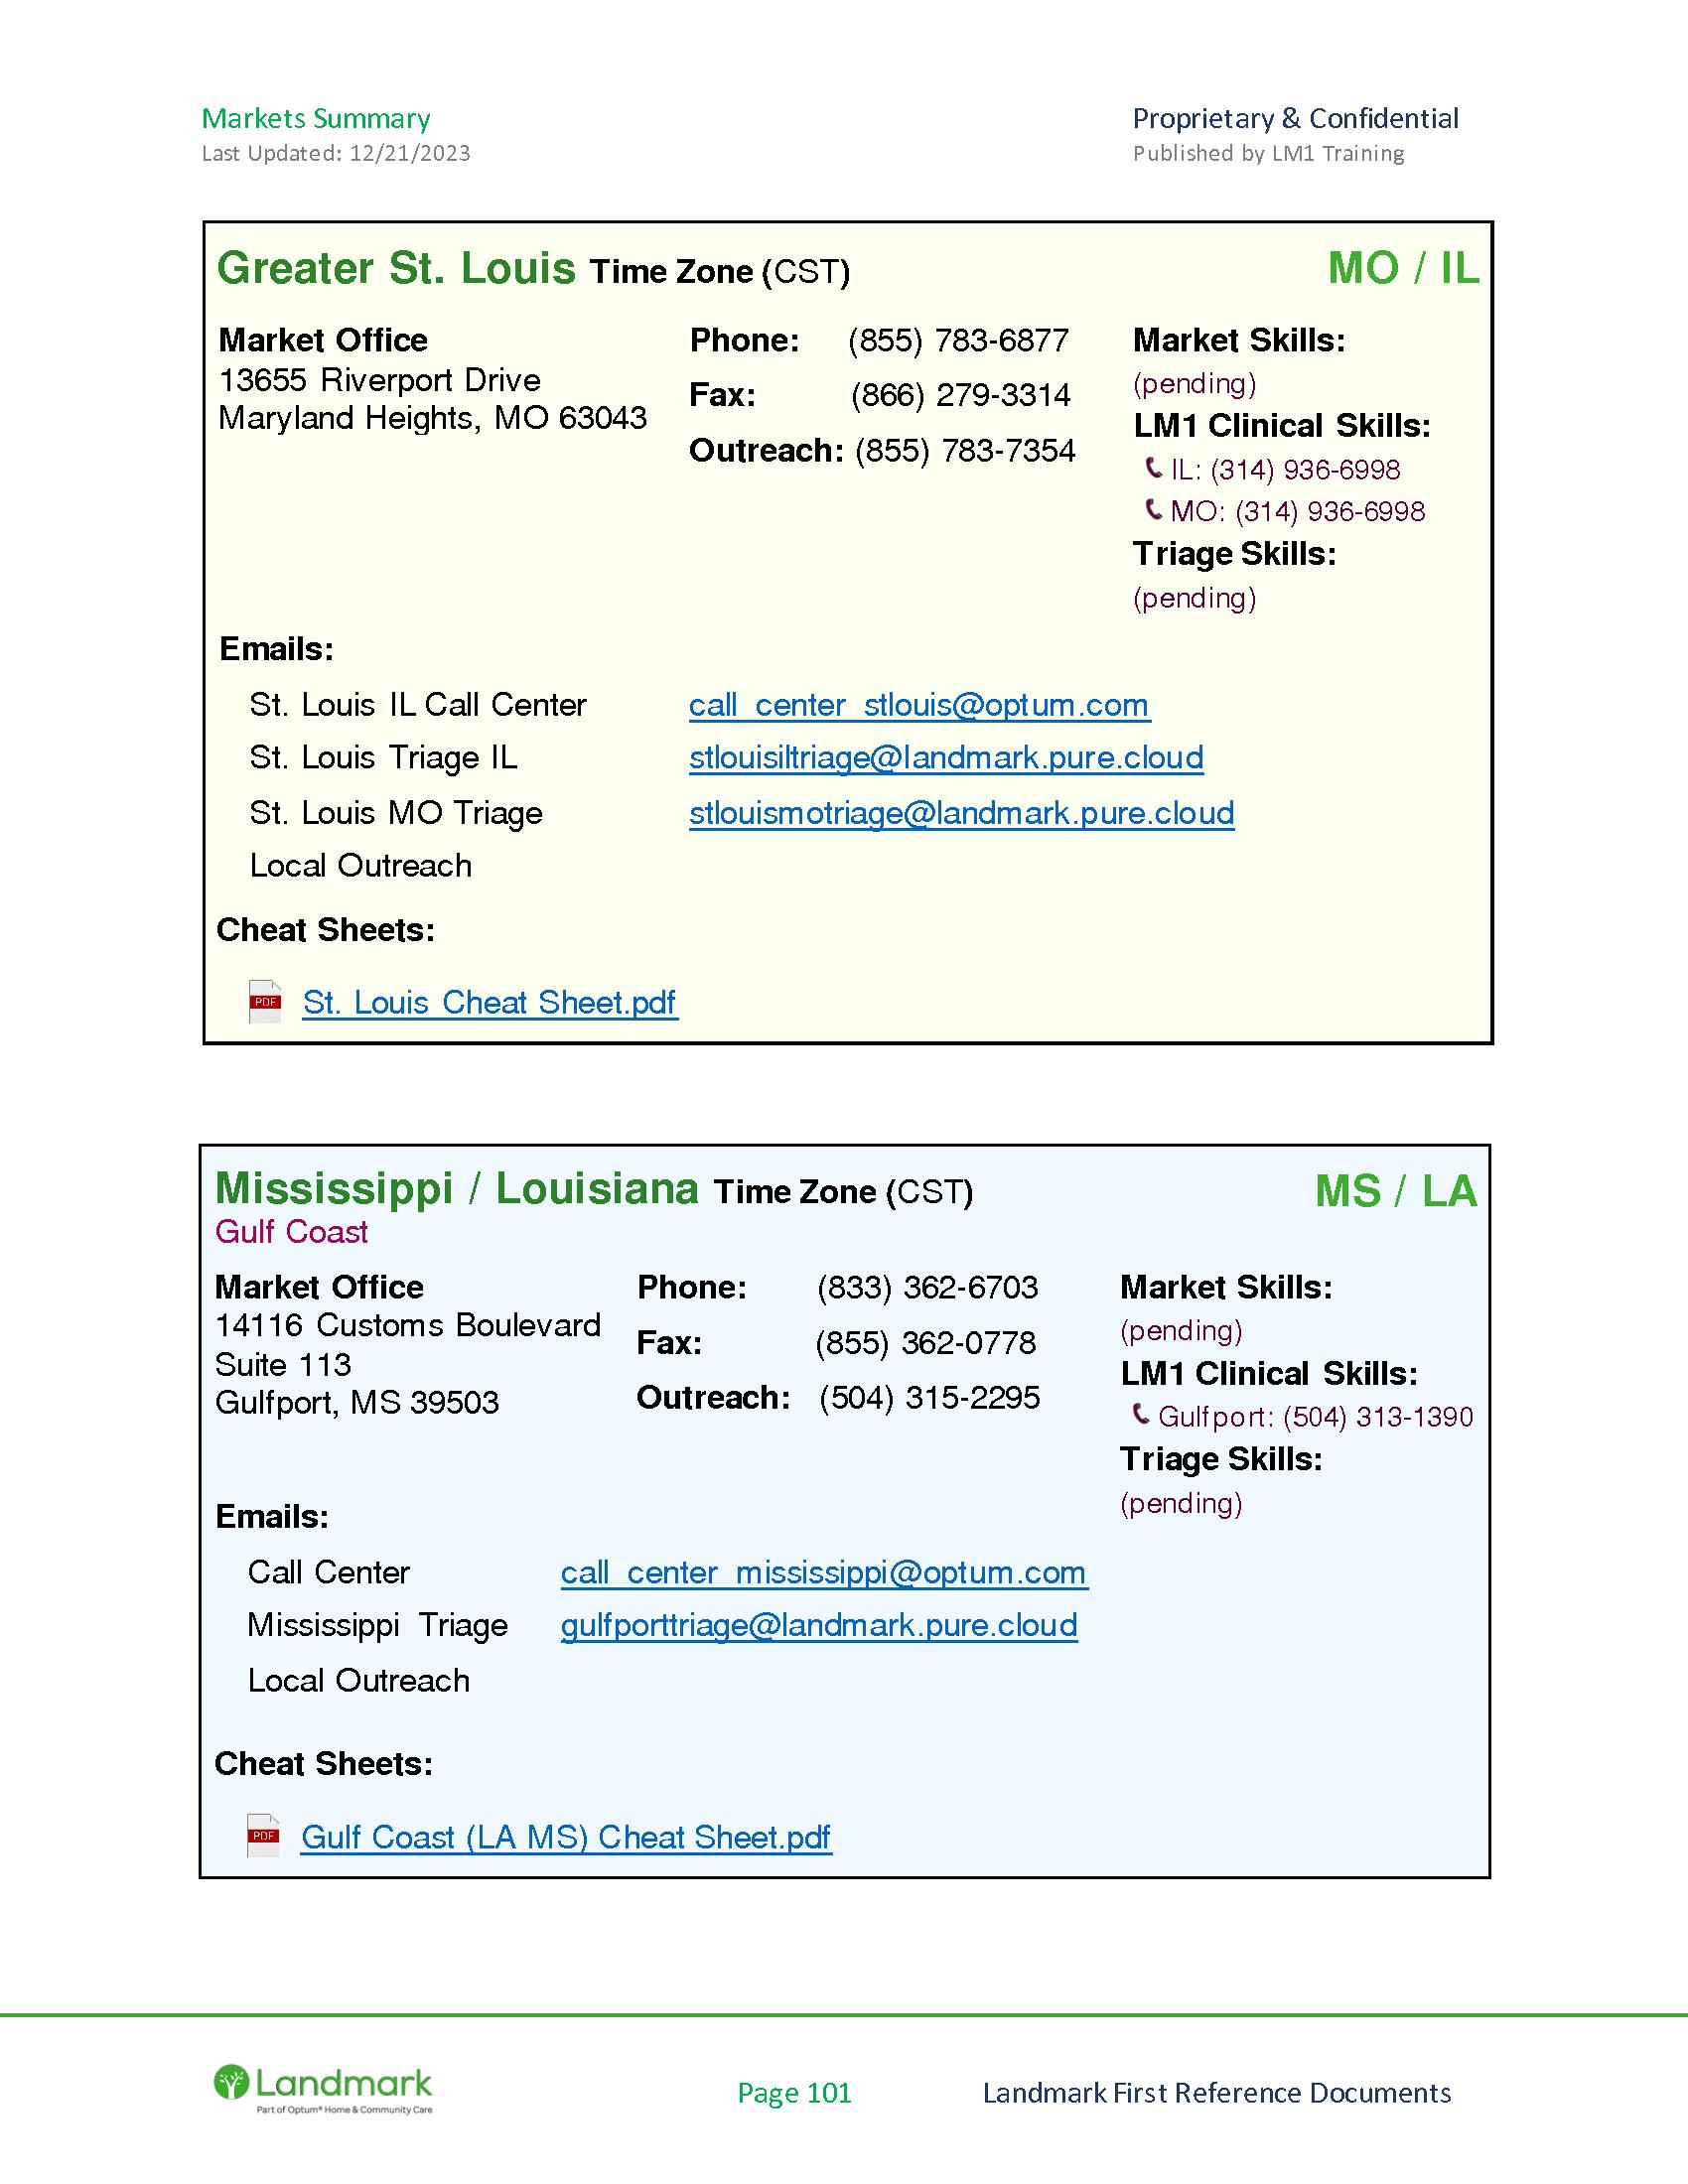 Markets Summary
Last Updated: 12/21/2023
Proprietary & Confidential
Published by LM1 Training
Greater St. Louis Time Zone (CST)
MO / IL
Market Office
13655 Riverport Drive
Maryland Heights, MO 63043
Phone: (855) 783-6877
Fax: (866) 279-3314
Outreach: (855) 783-7354
Market Skills:
(pending)
LM1 Clinical Skills:
IL: (314) 936-6998
MO: (314) 936-6998
Triage Skills:
(pending)
Emails:
St. Louis IL Call Center call_center_stlouis@optum.com
St. Louis Triage IL stlouisiltriage@landmark.pure.cloud
St. Louis MO Triage stlouismotriage@landmark.pure.cloud
Local Outreach
Cheat Sheets:
PDF St. Louis Cheat Sheet.pdf
Mississippi / Louisiana Time Zone (CST)
MS / LA
Gulf Coast
Market Office
14116 Customs Boulevard
Suite 113
Gulfport, MS 39503
Phone: (833) 362-6703
Fax: (855) 362-0778
Outreach: (504) 315-2295
Market Skills:
(pending)
LM1 Clinical Skills:
Gulfport: (504) 313-1390
Triage Skills:
(pending)
Emails:
Call Center call_center_mississippi@optum.com
Mississippi Triage gulfporttriage@landmark.pure.cloud
Local Outreach
Cheat Sheets:
PDF Gulf Coast (LA MS) Cheat Sheet.pdf
Landmark
Part of Optum® Home & Community Care
Page 101
Landmark First Reference Documents